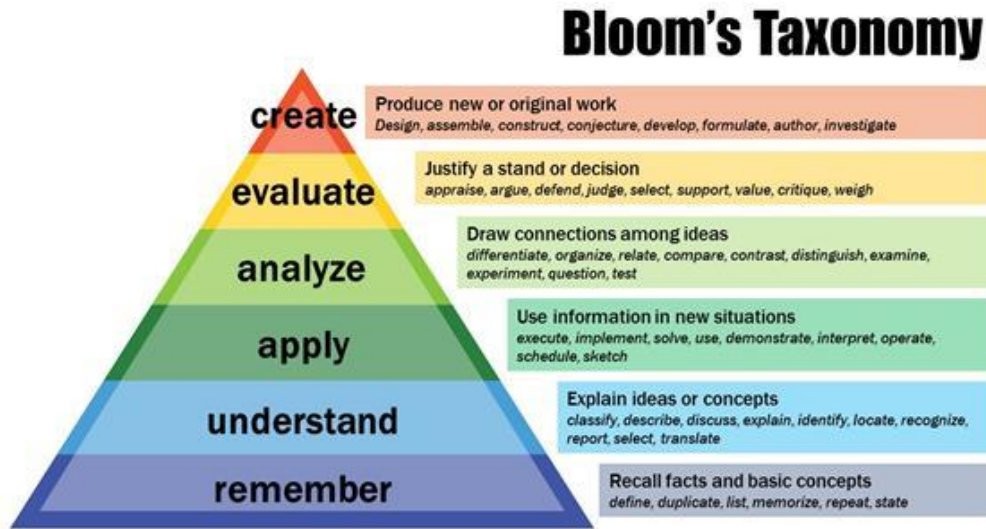 Bloom's Taxonomy
create
Produce new or original work
Design, assemble, construct, conjecture, develop, formulate, author, investigate
evaluate
Justify a stand or decision
appraise, argue, defend, judge, select, support, value, critique, weigh
analyze
Draw connections among ideas
differentiate, organize, relate, compare, contrast, distinguish, examine,
experiment, question, test
apply
Use information in new situations
execute, implement, solve, use, demonstrate, interpret, operate,
schedule, sketch
understand
Explain ideas or concepts
classify, describe, discuss, explain, identify, locate, recognize,
report, select, translate
remember
Recall facts and basic concepts
define, duplicate, list, memorize, repeat, state